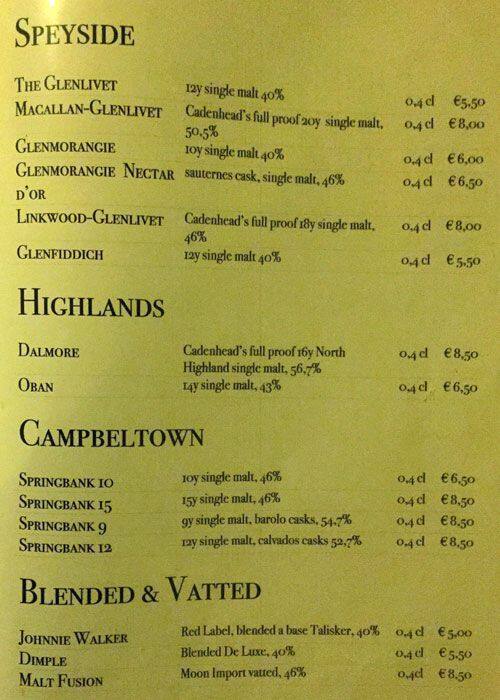 Speyside
The Glenlivet 12y single malt 40% 0,4 cl €5,50
Macallan-Glenlivet Cadenhead's full proof 20y single malt, 0,4 cl €8,00
50,5%
Glenmorangie 10y single malt 40% 0,4 cl €6,00
Glenmorangie Nectar sauternes cask, single malt, 46% 0,4 cl €6,50
d'or
Linkwood-Glenlivet Cadenhead's full proof 18y single malt, 0,4 cl €8,00
46%
Glenfiddich 12y single malt 40% 0,4 cl €5,50
Highlands
Dalmore Cadenhead's full proof 16y North 0,4 cl €8,50
Highland single malt, 56,7%
Oban 14y single malt, 43% 0,4 cl €6,50
Campbeltown
Springbank 10 10y single malt, 46% 0,4 cl €6,50
Springbank 15 15y single malt, 46% 0,4 cl €8,50
Springbank 9 9y single malt, barolo casks, 54,7% 0,4 cl €8,50
Springbank 12 12y single malt, calvados casks 52,7% 0,4 cl €8,50
Blended & Vatted
Johnnie Walker Red Label, blended a base Talisker, 40% 0,4 cl €5,00
Dimple Blended De Luxe, 40% 0,4 cl €5,50
Malt Fusion Moon Import vatted, 46% 0,4cl €8,50